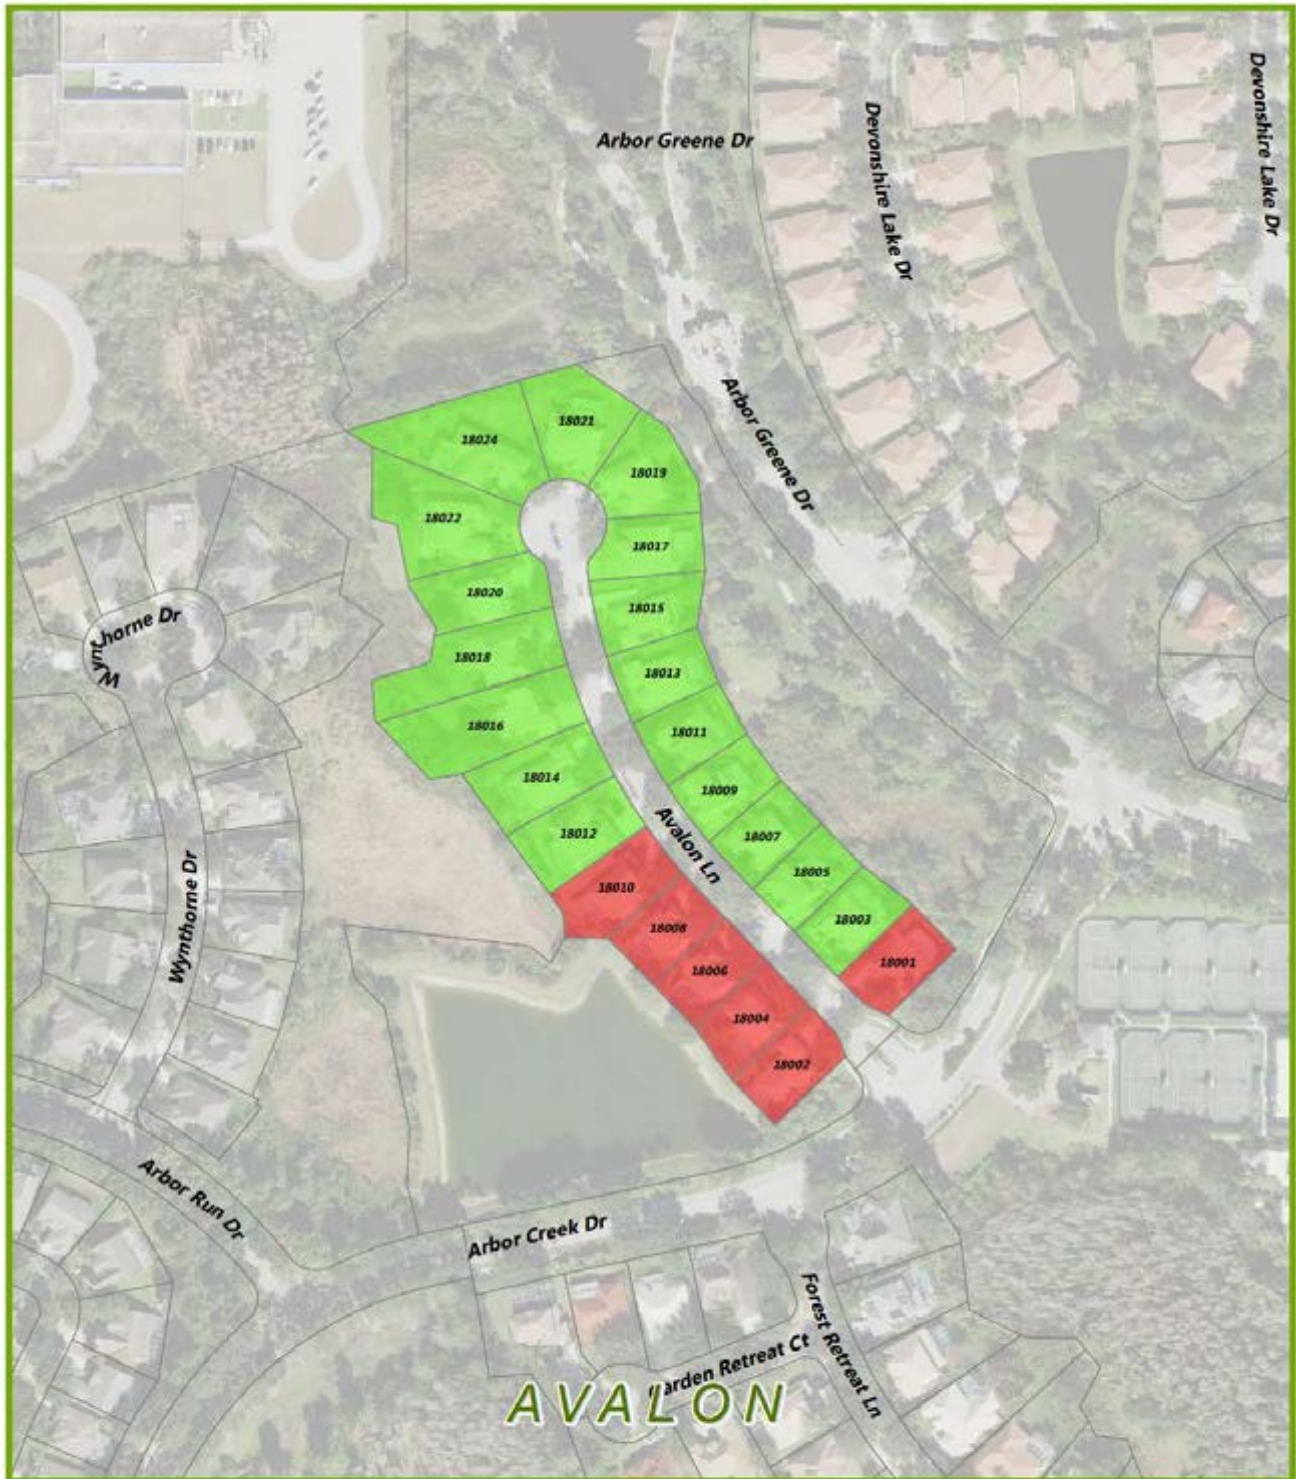 Arbor Greene Dr
Devonshire Lake Dr
Devonshire Lake Dr
Arbor Greene Dr
18021
18024
18019
18022
18017
18020
18015
18018
18013
18016
18011
18014
18009
18012
18007
Avalon Ln
18005
18010
18003
18008
18001
18006
18004
18002
Wynthorne Dr
Wynthorne Dr
Arbor Run Dr
Arbor Creek Dr
Forest Retreat Ln
Garden Retreat Ct
AVALON